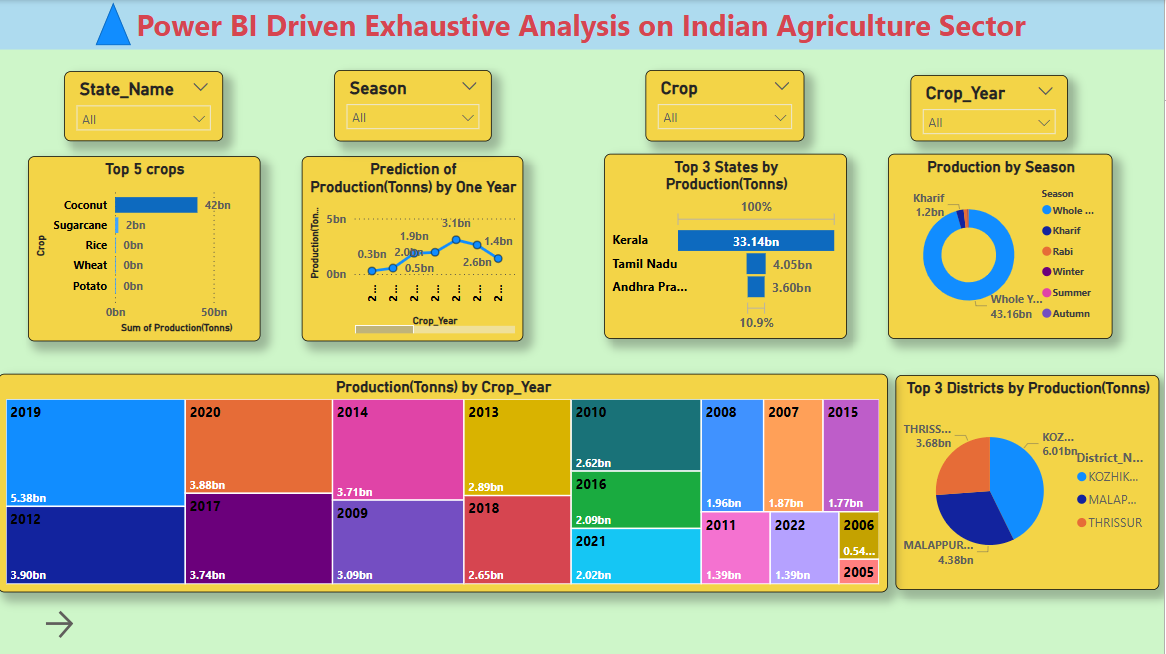 Power BI Driven Exhaustive Analysis on Indian Agriculture Sector
State_Name
All
Season
All
Crop
All
Crop_Year
All
Top 5 crops
Crop
Coconut
42bn
Sugarcane
2bn
Rice
0bn
Wheat
0bn
Potato
0bn
0bn
50bn
Sum of Production(Tonns)
Prediction of
Production(Tonns) by One Year
Production(Ton...
5bn
0bn
0.3bn
0.5bn
1.9bn
2.0bn
3.1bn
2.6bn
1.4bn
2...
2...
2...
2...
2...
2...
2...
Crop_Year
Top 3 States by
Production(Tonns)
100%
Kerala
33.14bn
Tamil Nadu
4.05bn
Andhra Pra...
3.60bn
10.9%
Production by Season
Kharif
1.2bn
Whole Y...
43.16bn
Season
Whole ...
Kharif
Rabi
Winter
Summer
Autumn
Production(Tonns) by Crop_Year
2019
5.38bn
2012
3.90bn
2020
3.88bn
2017
3.74bn
2014
3.71bn
2009
3.09bn
2013
2.89bn
2018
2.65bn
2010
2.62bn
2016
2.09bn
2021
2.02bn
2008
1.96bn
2007
1.87bn
2015
1.77bn
2011
1.39bn
2022
1.39bn
2006
0.54...
2005
Top 3 Districts by Production(Tonns)
THRISS...
3.68bn
KOZ...
6.01bn
MALAPPUR...
4.38bn
District_N...
KOZHIK...
MALAP...
THRISSUR